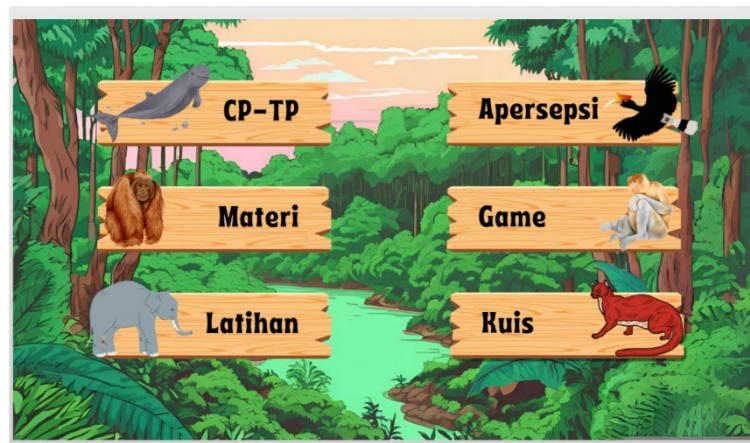 CP-TP
Apersepsi
Materi
Game
Latihan
Kuis